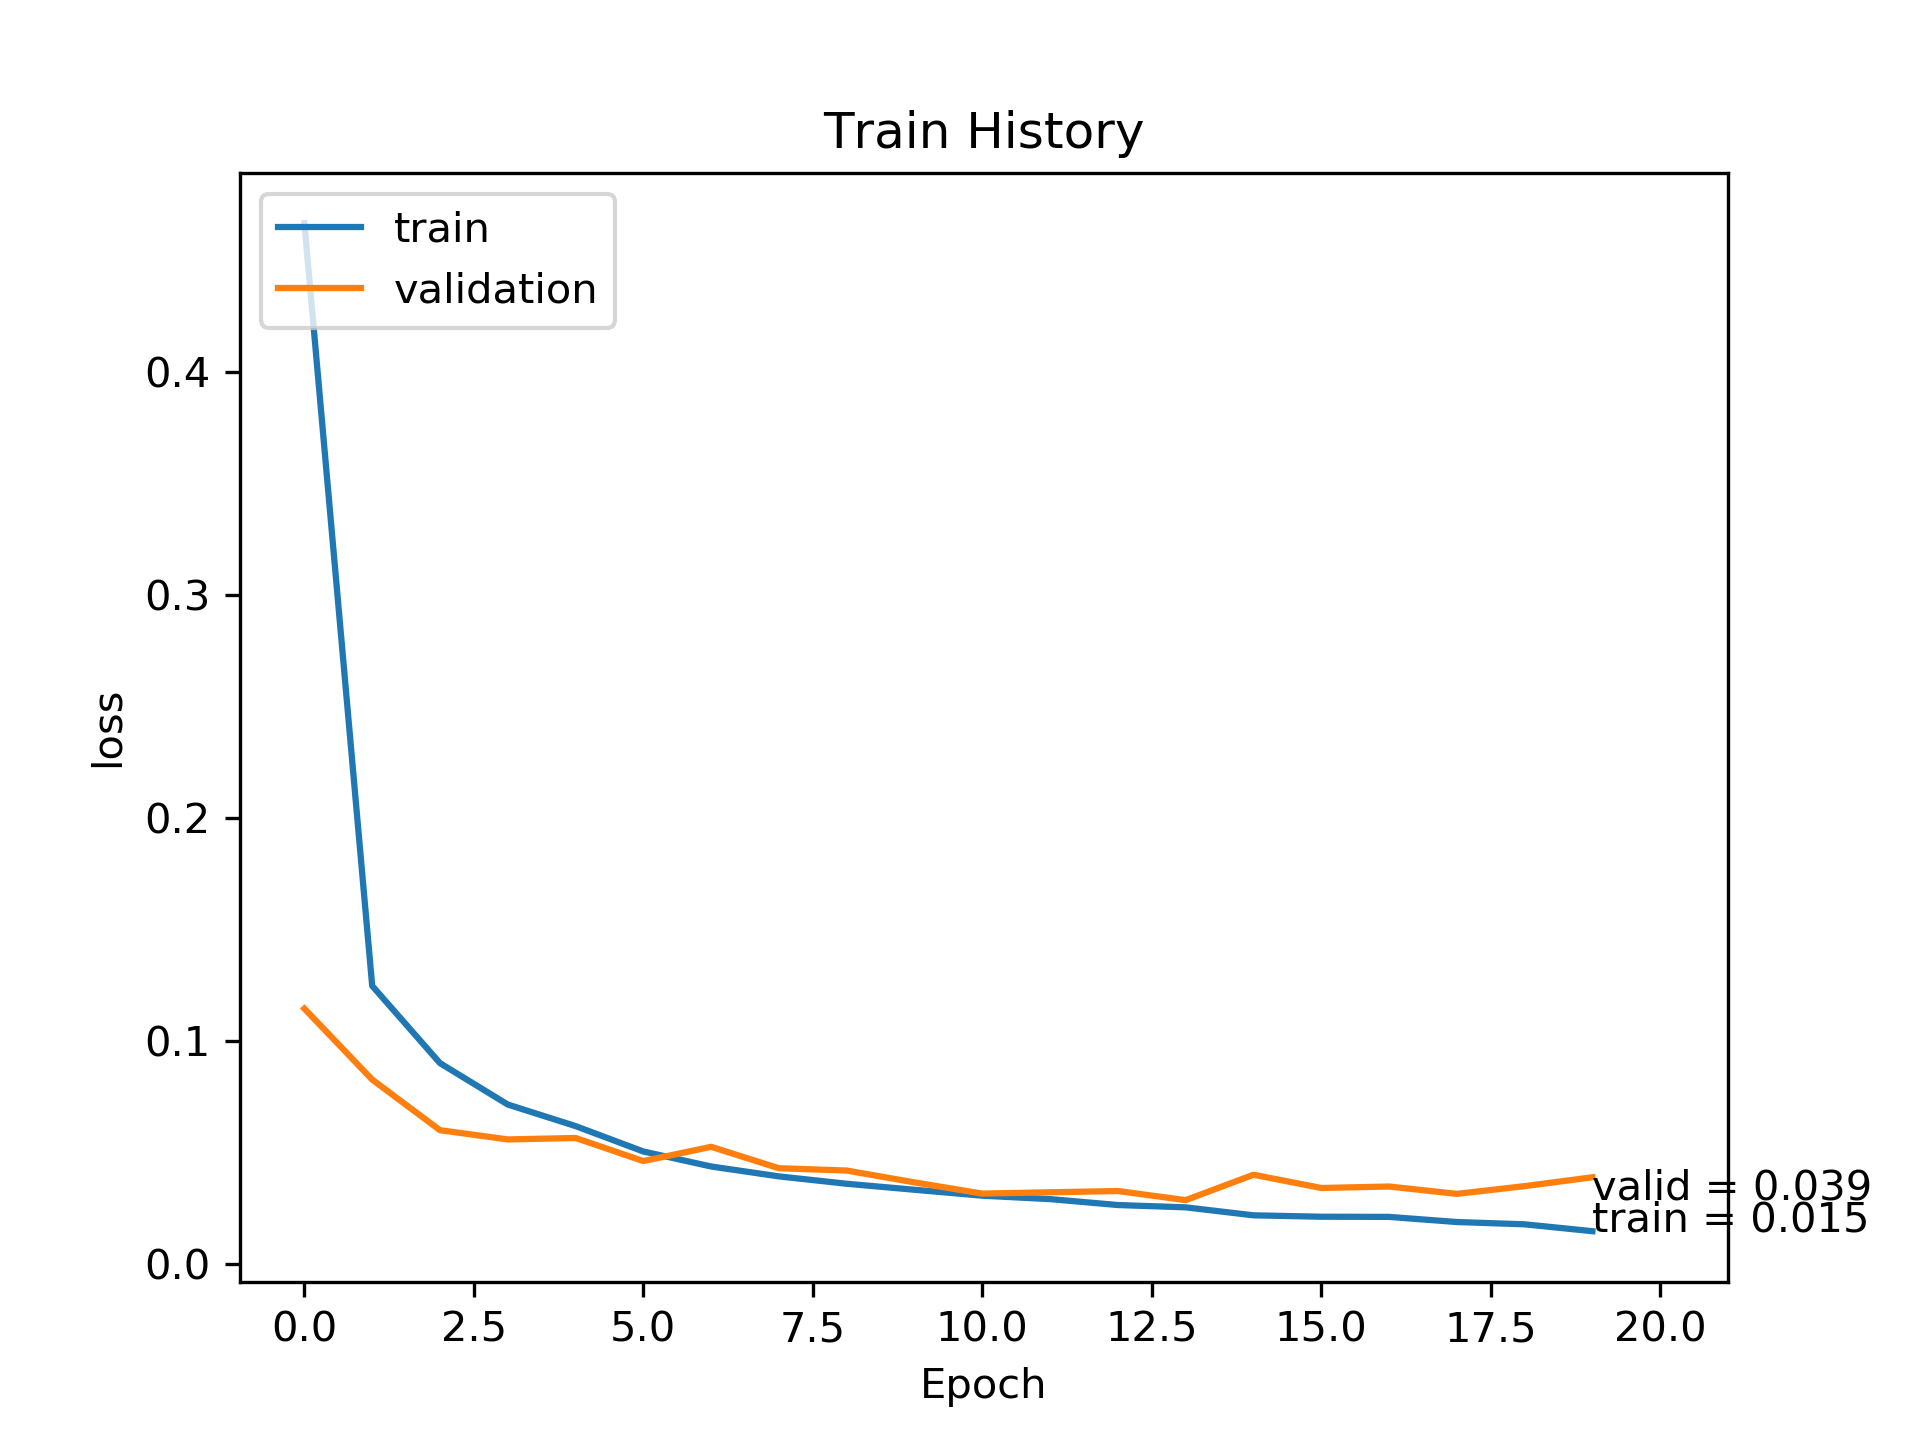 Train History
train
validation
0.4
0.3
0.2
0.1
0.0
loss
valid = 0.039
train = 0.015
0.0 2.5 5.0 7.5 10.0 12.5 15.0 17.5 20.0
Epoch